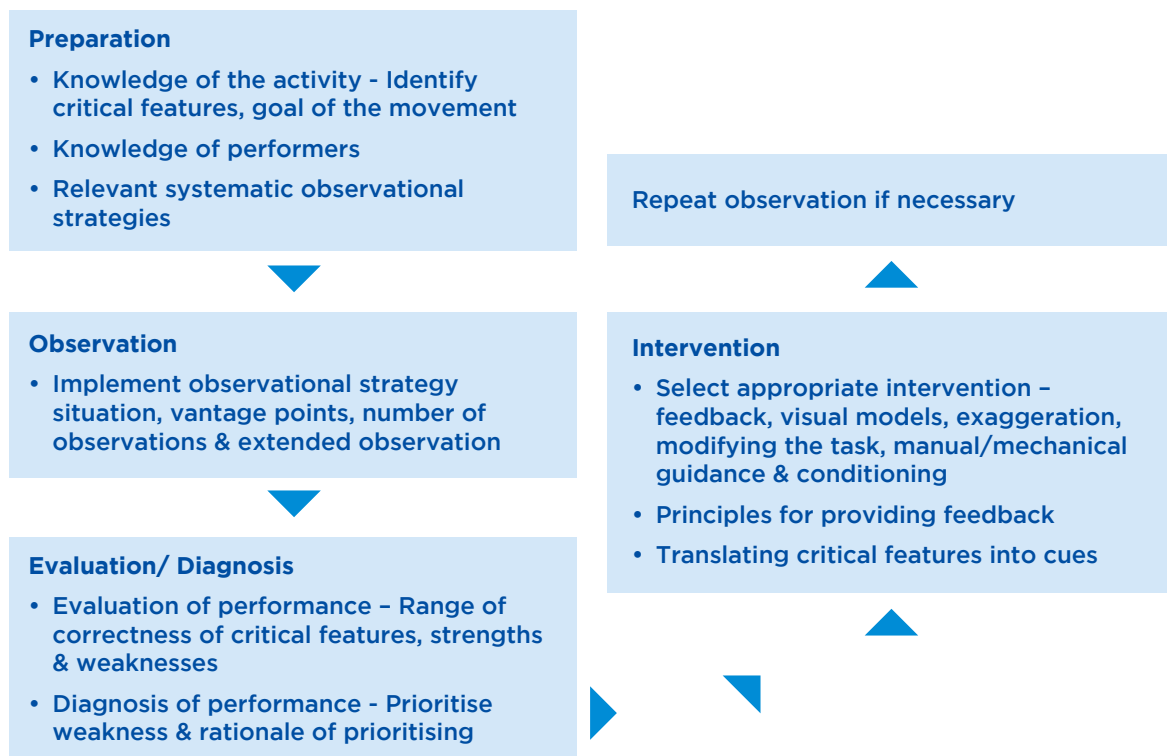 Preparation
• Knowledge of the activity - Identify
critical features, goal of the movement
• Knowledge of performers
• Relevant systematic observational
strategies
Observation
• Implement observational strategy
situation, vantage points, number of
observations & extended observation
Evaluation/ Diagnosis
• Evaluation of performance – Range of
correctness of critical features, strengths
& weaknesses
• Diagnosis of performance - Prioritise
weakness & rationale of prioritising
Intervention
• Select appropriate intervention –
feedback, visual models, exaggeration,
modifying the task, manual/mechanical
guidance & conditioning
• Principles for providing feedback
• Translating critical features into cues
Repeat observation if necessary